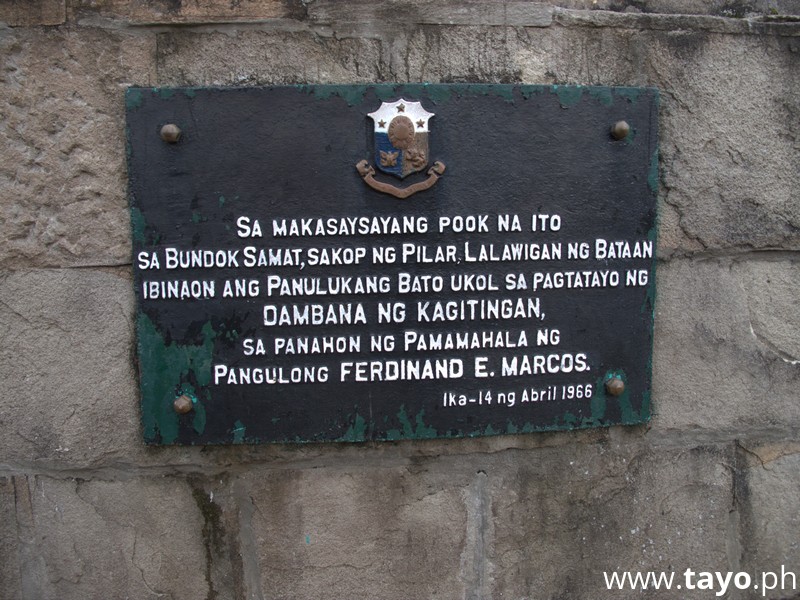 SA MAKASAYSAYANG POOK NA ITO
SA BUNDOK SAMAT, SAKOP NG PILAR, LALAWIGAN NG BATAAN
IBINAON ANG PANULUKANG BATO UKOL SA PAGTATAYO NG
DAMBANA NG KAGITINGAN,
SA PANAHON NG PAMAMAHALA NG
PANGULONG FERDINAND E. MARCOS.
Ika-14 ng Abril 1966
www.tayo.ph